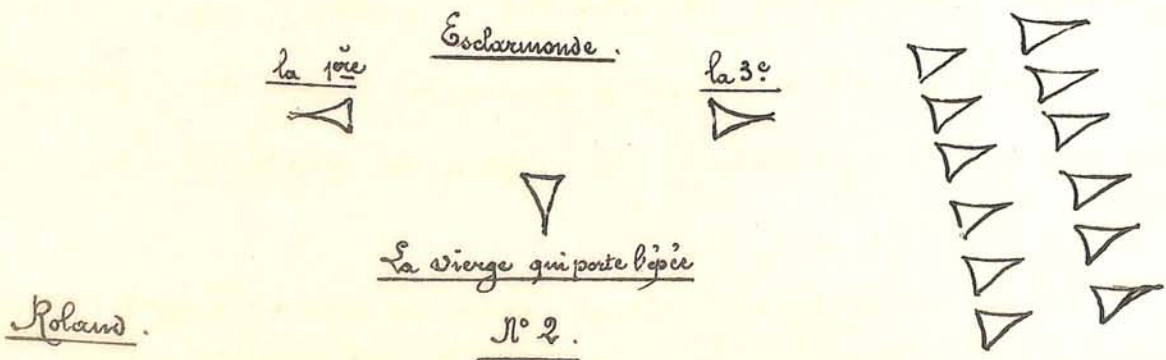 Esclarmonde.
la 1ère
la 3e
La vierge qui porte l'épée
Roland.
N° 2.